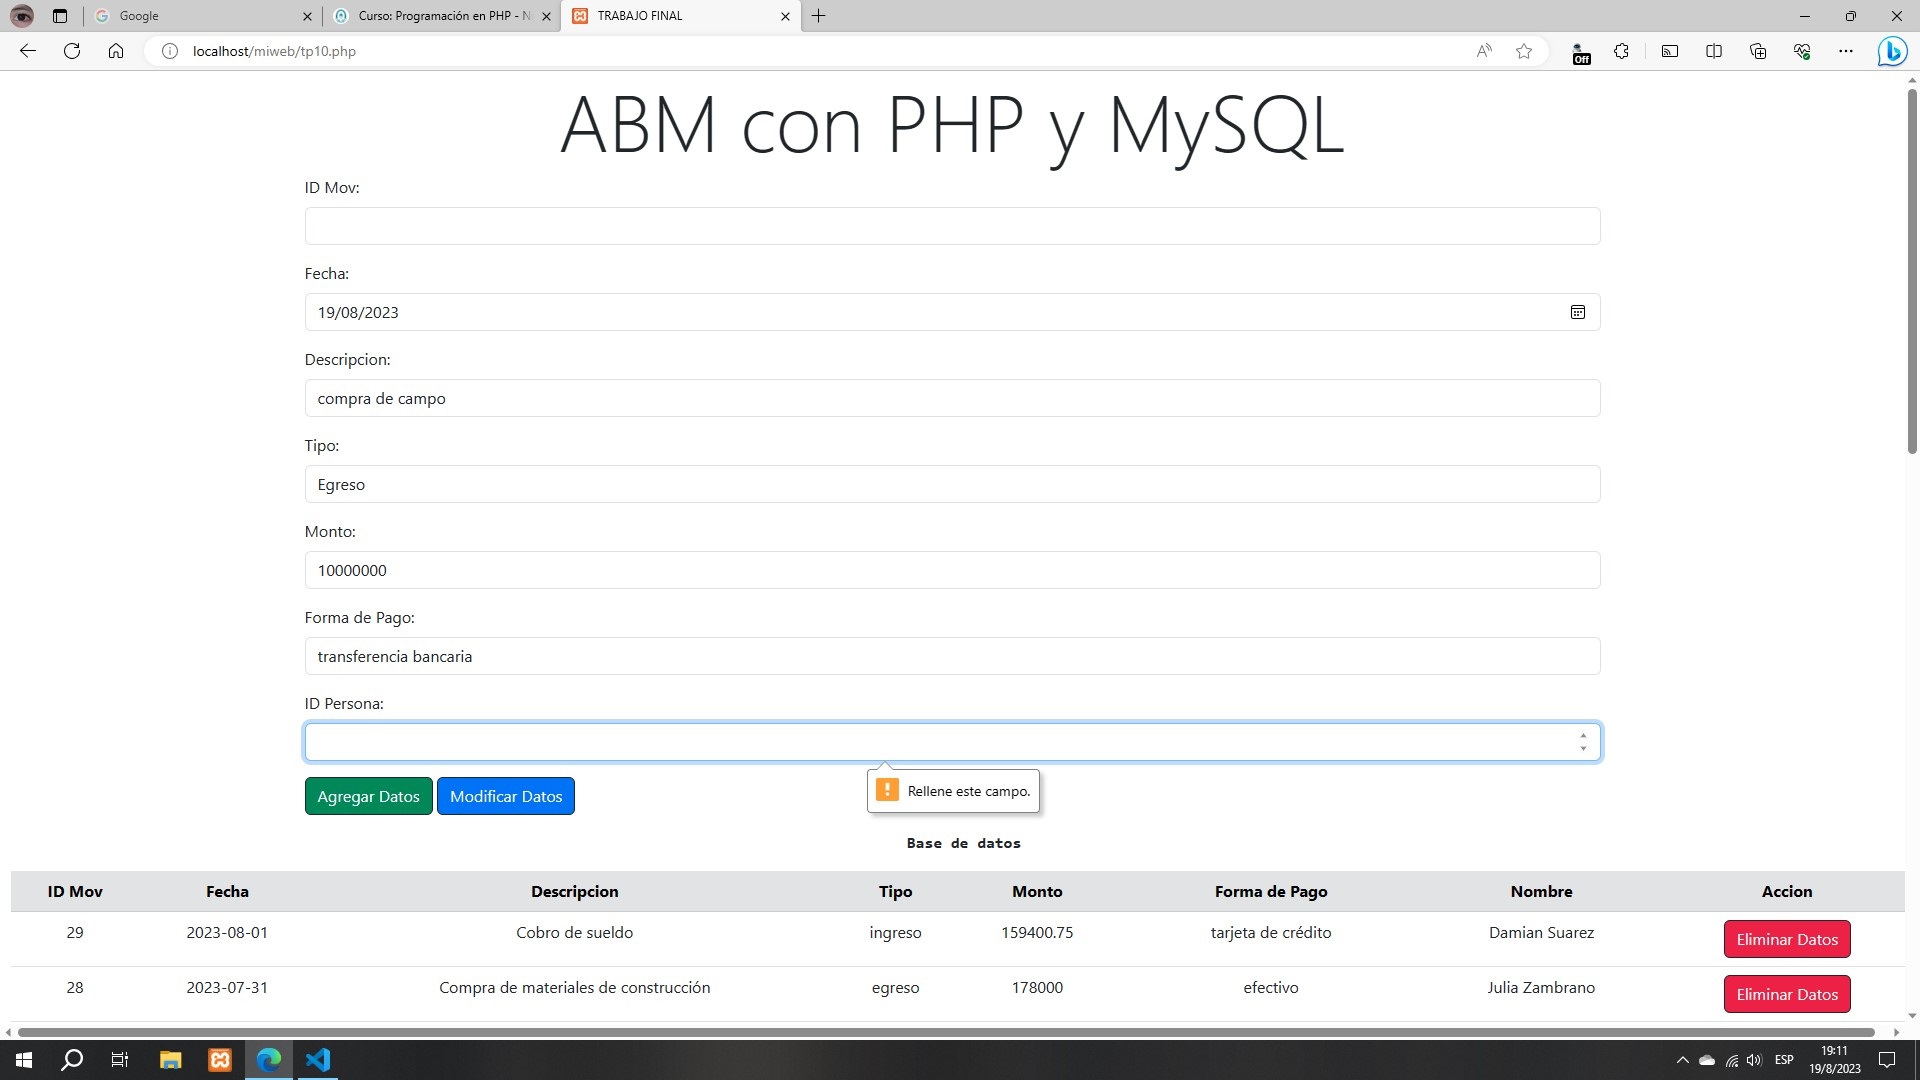 Google
Curso: Programación en PHP - N
TRABAJO FINAL
localhost/miweb/tp10.php
Off
ABM con PHP y MySQL
ID Mov:
Fecha:
19/08/2023
Descripcion:
compra de campo
Tipo:
Egreso
Monto:
10000000
Forma de Pago:
transferencia bancaria
ID Persona:
Agregar Datos Modificar Datos
Rellene este campo.
Base de datos
ID Mov Fecha Descripcion Tipo Monto Forma de Pago Nombre Accion
29 2023-08-01 Cobro de sueldo ingreso 159400.75 tarjeta de crédito Damian Suarez Eliminar Datos
28 2023-07-31 Compra de materiales de construcción egreso 178000 efectivo Julia Zambrano Eliminar Datos
ESP
19:11
19/8/2023